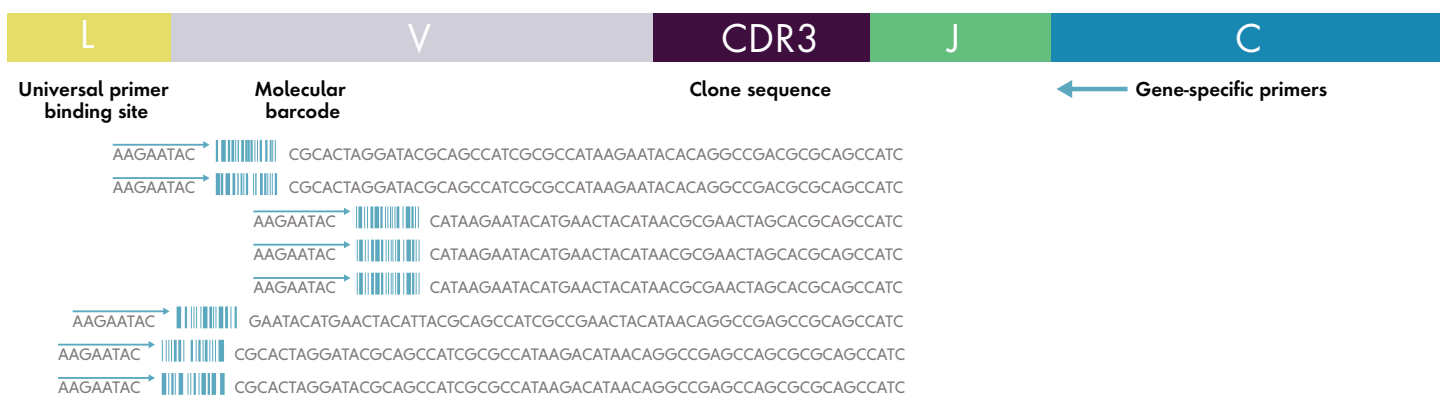 L V CDR3 J C
Universal primer binding site
Molecular barcode
Clone sequence
Gene-specific primers
AAGAATAC CGCACTAGGATACGCAGCCATCGCGCCATAAGAATACACAGGCCGACGCGCAGCCATC
AAGAATAC CGCACTAGGATACGCAGCCATCGCGCCATAAGAATACACAGGCCGACGCGCAGCCATC
AAGAATAC CATAAGAATACATGAACTACATAACGCGAACTAGCACGCAGCCATC
AAGAATAC CATAAGAATACATGAACTACATAACGCGAACTAGCACGCAGCCATC
AAGAATAC CATAAGAATACATGAACTACATAACGCGAACTAGCACGCAGCCATC
AAGAATAC GAATACATGAACTACATTACGCAGCCATCGCCGAACTACATAACAGGCCGAGCCGCAGCCATC
AAGAATAC CGCACTAGGATACGCAGCCATCGCGCCATAAGACATAACAGGCCGAGCCAGCGCGCAGCCATC
AAGAATAC CGCACTAGGATACGCAGCCATCGCGCCATAAGACATAACAGGCCGAGCCAGCGCGCAGCCATC